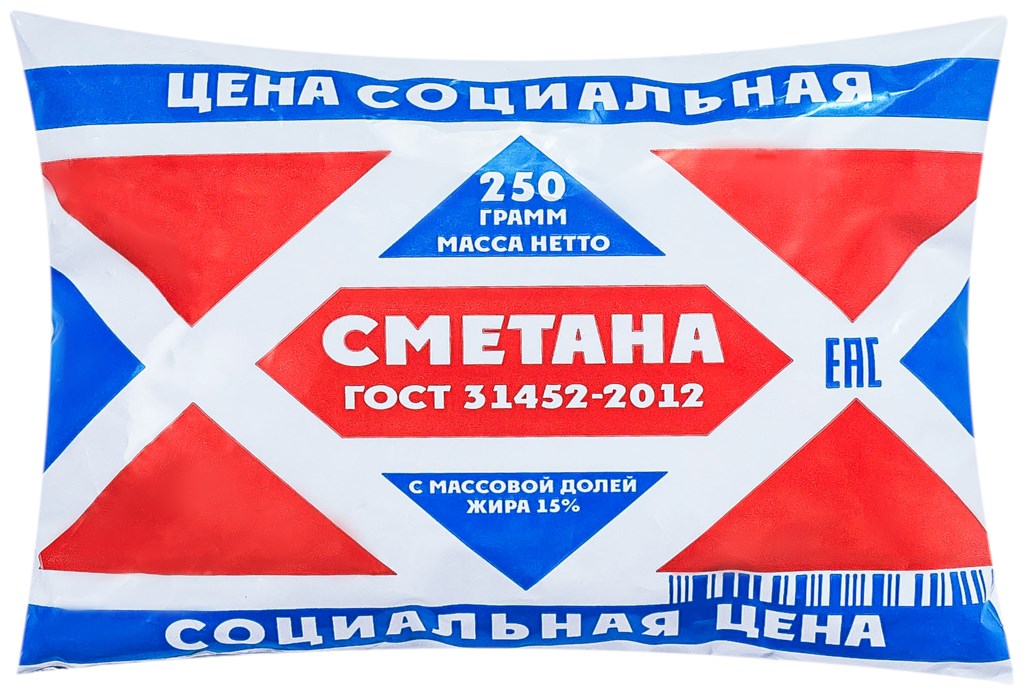 ЦЕНА СОЦИАЛЬНАЯ
250
ГРАММ
МАССА НЕТТО
СМЕТАНА
ГОСТ 31452-2012
ЕАС
С МАССОВОЙ ДОЛЕЙ
ЖИРА 15%
СОЦИАЛЬНАЯ ЦЕНА